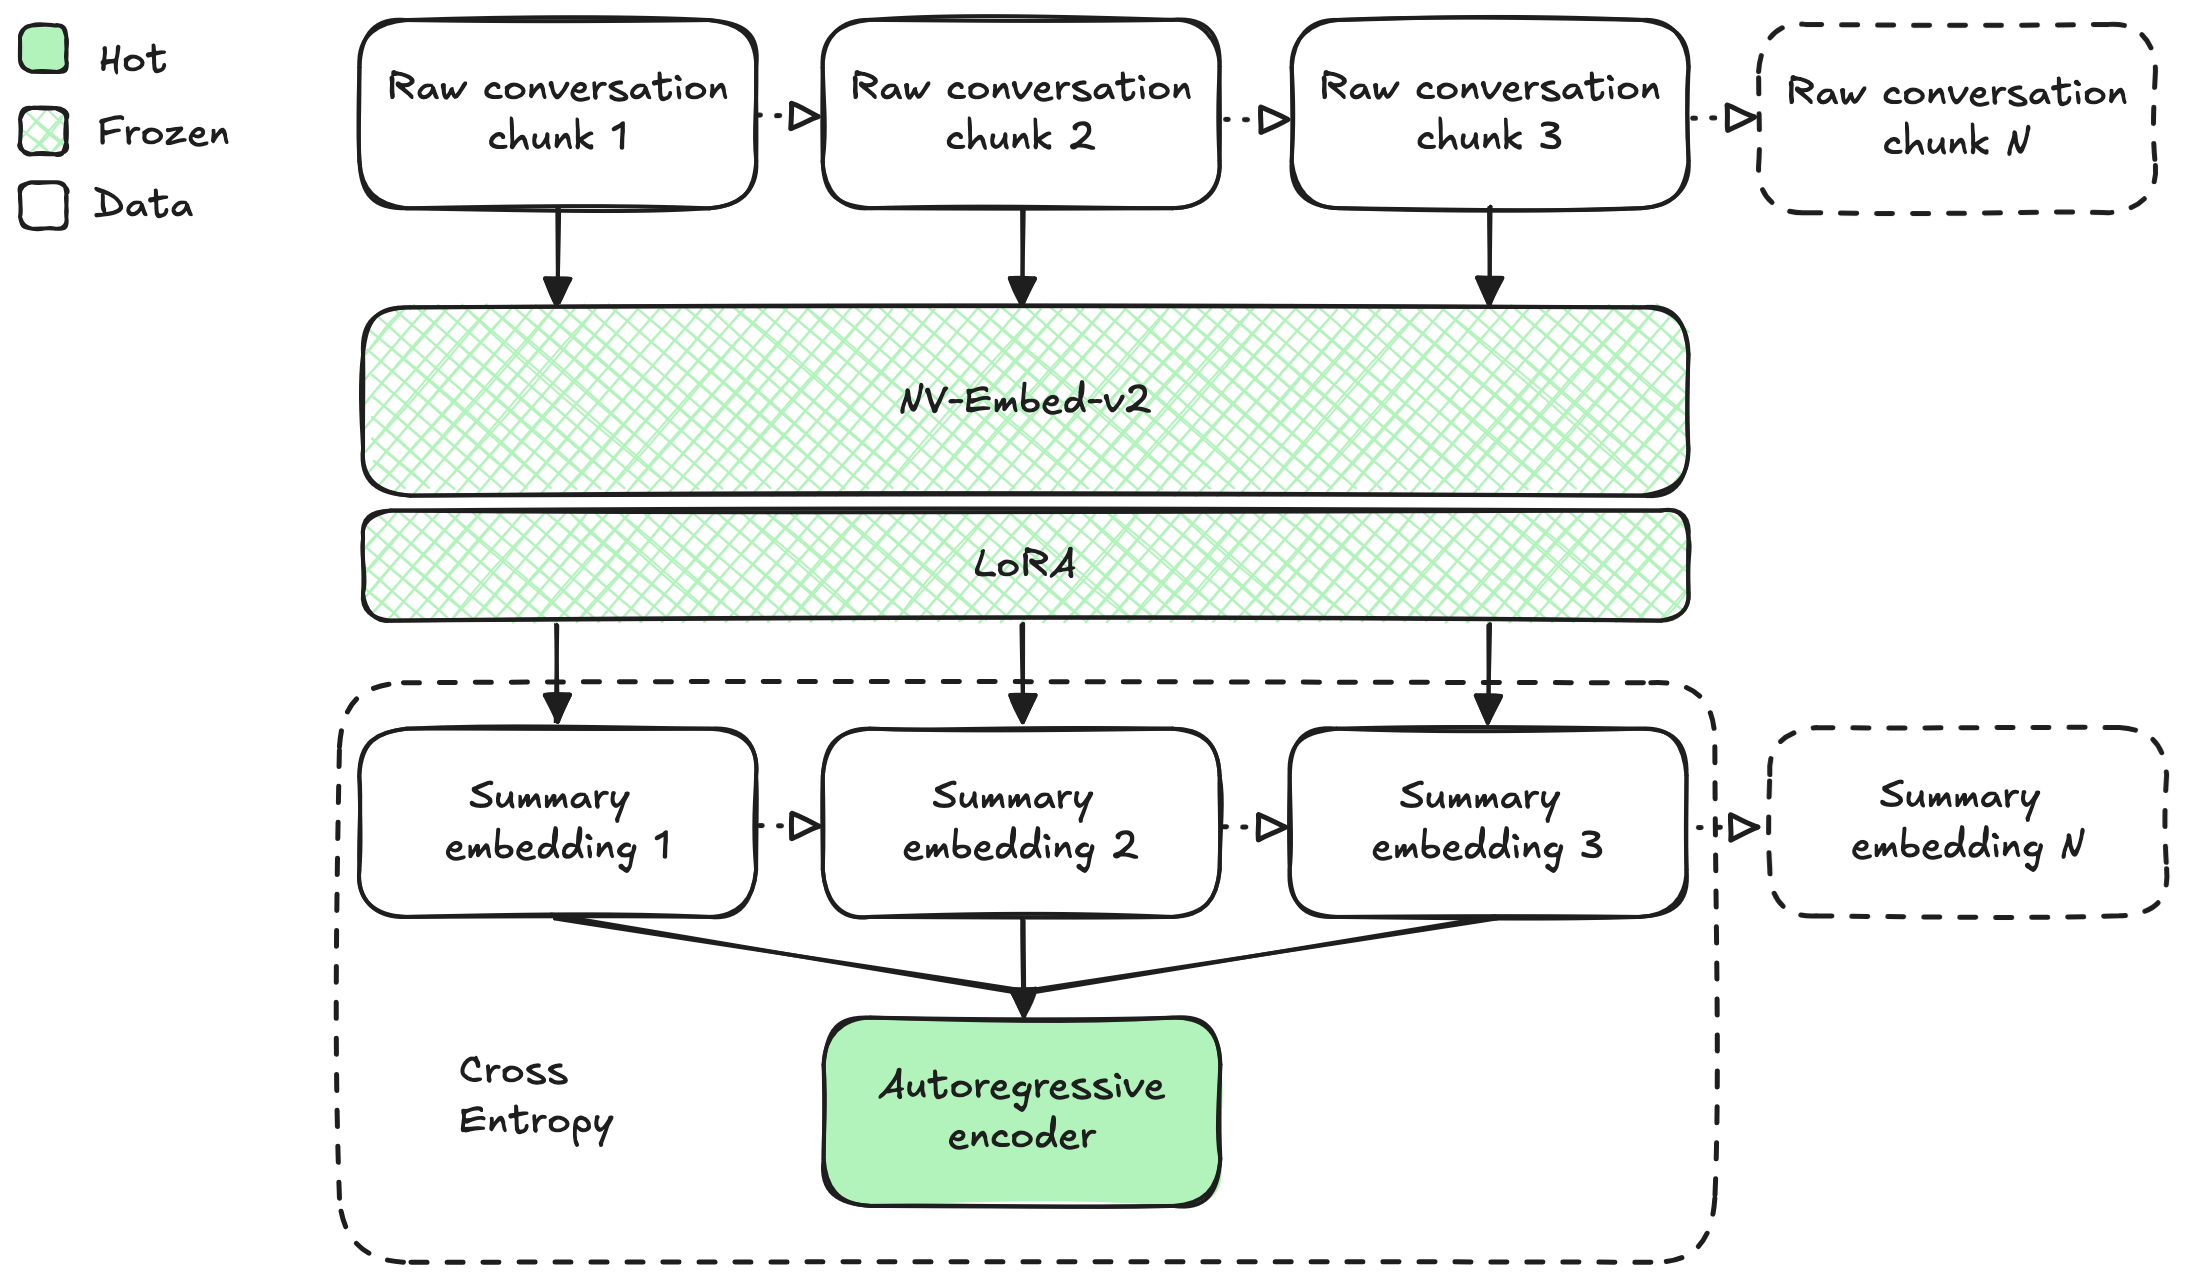 Hot
Frozen
Data
Raw conversation
chunk 1
Raw conversation
chunk 2
Raw conversation
chunk 3
Raw conversation
chunk N
NV-Embed-v2
LoRA
Summary
embedding 1
Summary
embedding 2
Summary
embedding 3
Summary
embedding N
Cross
Entropy
Autoregressive
encoder